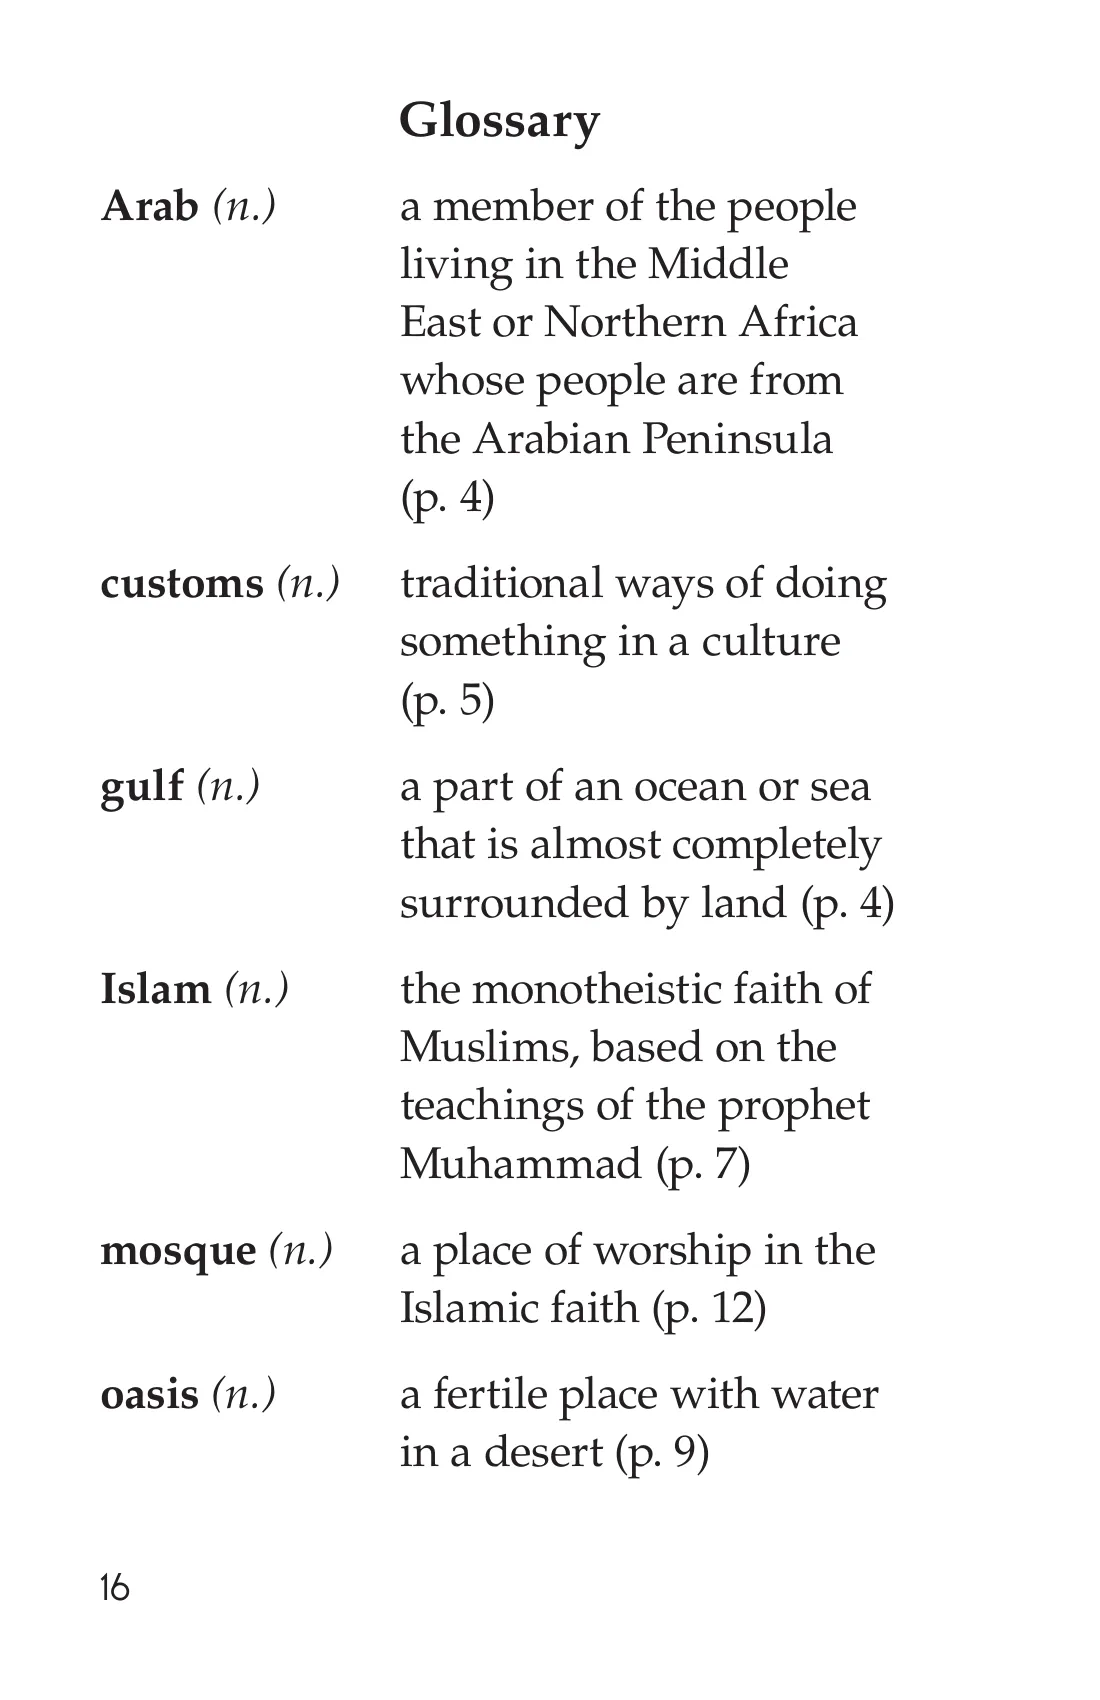 Glossary
Arab (n.) a member of the people
living in the Middle
East or Northern Africa
whose people are from
the Arabian Peninsula
(p. 4)
customs (n.) traditional ways of doing
something in a culture
(p. 5)
gulf (n.) a part of an ocean or sea
that is almost completely
surrounded by land (p. 4)
Islam (n.) the monotheistic faith of
Muslims, based on the
teachings of the prophet
Muhammad (p. 7)
mosque (n.) a place of worship in the
Islamic faith (p. 12)
oasis (n.) a fertile place with water
in a desert (p. 9)
16